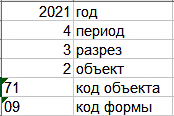 2021 год
4 период
3 разрез
2 объект
71 код объекта
09 код формы